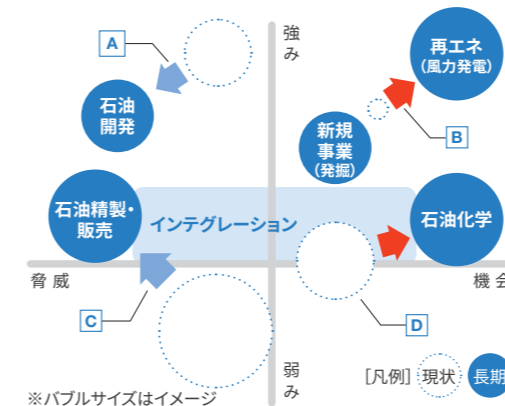 強み
A
石油
開発
再エネ
（風力発電）
B
新規
事業
（発掘）
石油精製・
販売
インテグレーション
石油化学
脅威
機会
C
D
弱み
［凡例］ 現状 長期
※バブルサイズはイメージ